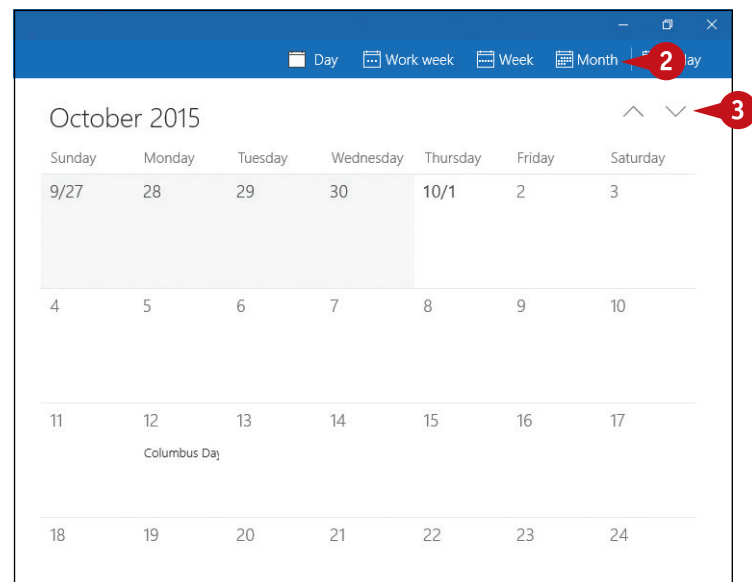 Day Work week Week Month 2
October 2015
3
Sunday Monday Tuesday Wednesday Thursday Friday Saturday
9/27 28 29 30 10/1 2 3
4 5 6 7 8 9 10
11 12 13 14 15 16 17
Columbus Day
18 19 20 21 22 23 24